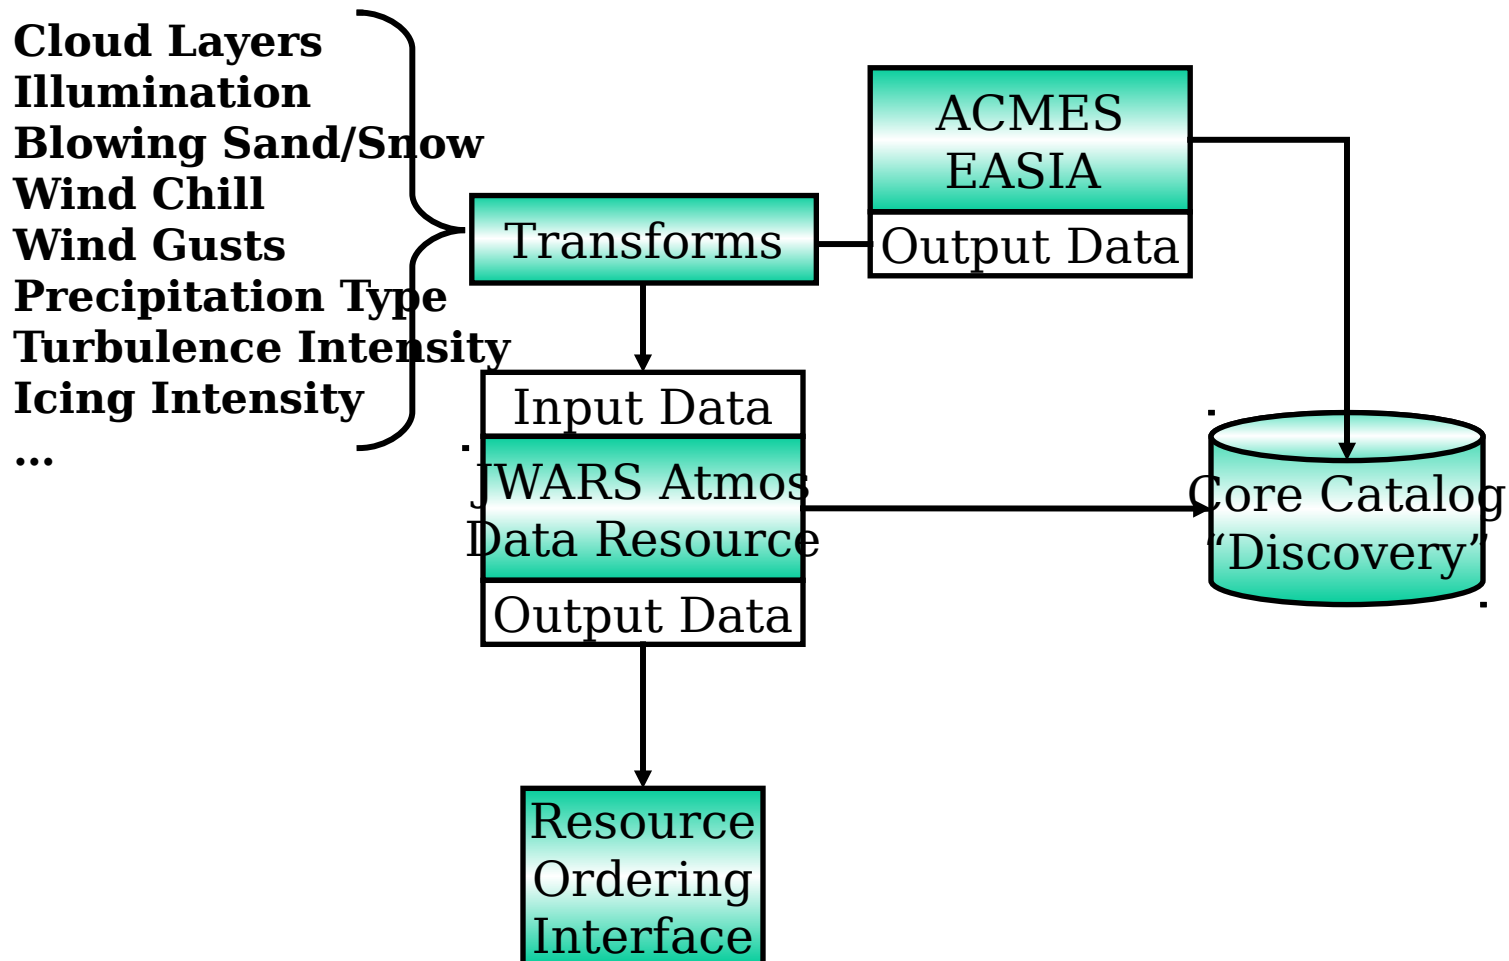 Cloud Layers
Illumination
Blowing Sand/Snow
Wind Chill
Wind Gusts
Precipitation Type
Turbulence Intensity
Icing Intensity
...
ACMES
EASIA
Output Data
Transforms
Input Data
JWARS Atmos
Data Resource
Output Data
Core Catalog
“Discovery”
Resource
Ordering
Interface